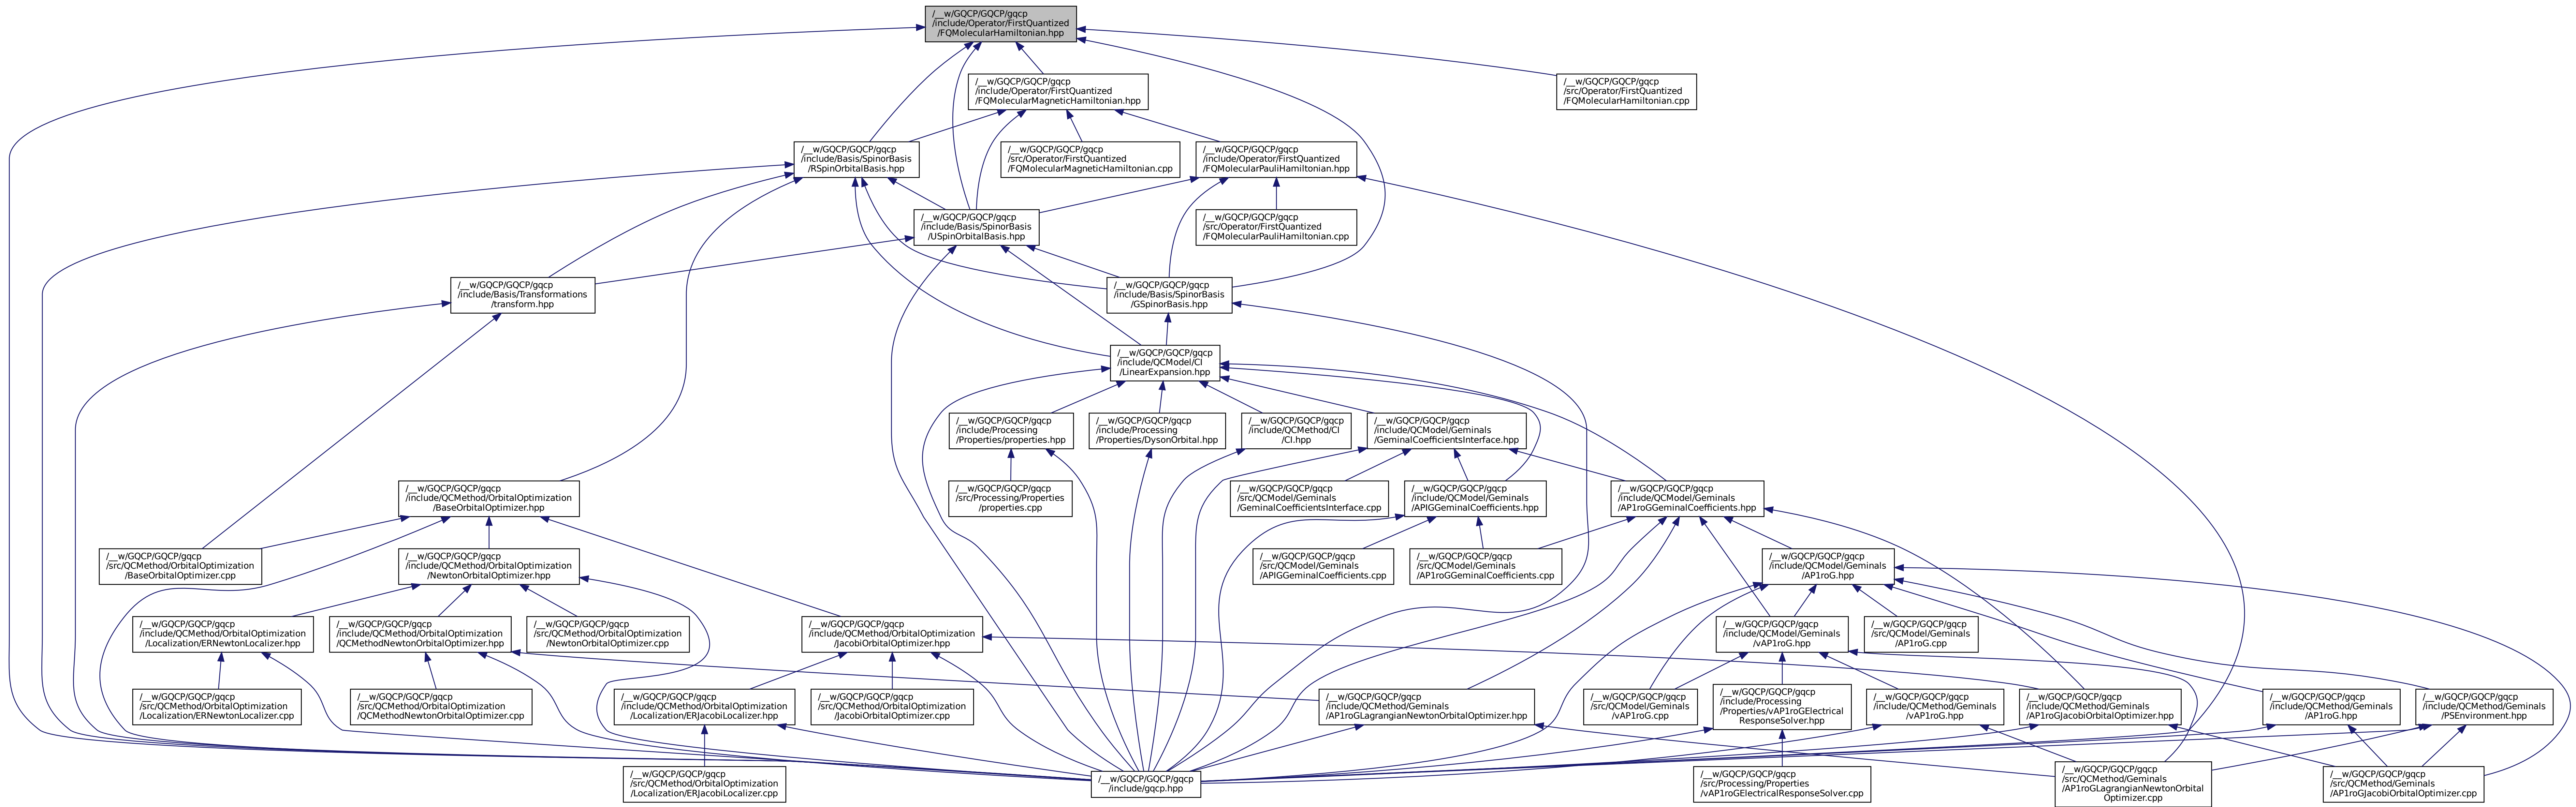 /__w/GQCP/GQCP/gqcp
/include/Operator/FirstQuantized
/FQMolecularHamiltonian.hpp
/__w/GQCP/GQCP/gqcp
/include/Operator/FirstQuantized
/FQMolecularMagneticHamiltonian.hpp
/__w/GQCP/GQCP/gqcp
/src/Operator/FirstQuantized
/FQMolecularHamiltonian.cpp
/__w/GQCP/GQCP/gqcp
/include/Basis/SpinorBasis
/RSpinOrbitalBasis.hpp
/__w/GQCP/GQCP/gqcp
/src/Operator/FirstQuantized
/FQMolecularMagneticHamiltonian.cpp
/__w/GQCP/GQCP/gqcp
/include/Operator/FirstQuantized
/FQMolecularPauliHamiltonian.hpp
/__w/GQCP/GQCP/gqcp
/include/Basis/SpinorBasis
/USpinOrbitalBasis.hpp
/__w/GQCP/GQCP/gqcp
/src/Operator/FirstQuantized
/FQMolecularPauliHamiltonian.cpp
/__w/GQCP/GQCP/gqcp
/include/Basis/Transformations
/transform.hpp
/__w/GQCP/GQCP/gqcp
/include/Basis/SpinorBasis
/GSpinorBasis.hpp
/__w/GQCP/GQCP/gqcp
/include/QCModel/CI
/LinearExpansion.hpp
/__w/GQCP/GQCP/gqcp
/include/Processing
/Properties/properties.hpp
/__w/GQCP/GQCP/gqcp
/include/Processing
/Properties/DysonOrbital.hpp
/__w/GQCP/GQCP/gqcp
/include/QCMethod/CI
/CI.hpp
/__w/GQCP/GQCP/gqcp
/include/QCModel/Geminals
/GeminalCoefficientsInterface.hpp
/__w/GQCP/GQCP/gqcp
/include/QCMethod/OrbitalOptimization
/BaseOrbitalOptimizer.hpp
/__w/GQCP/GQCP/gqcp
/src/Processing/Properties
/properties.cpp
/__w/GQCP/GQCP/gqcp
/src/QCModel/Geminals
/GeminalCoefficientsInterface.cpp
/__w/GQCP/GQCP/gqcp
/include/QCModel/Geminals
/APIGGeminalCoefficients.hpp
/__w/GQCP/GQCP/gqcp
/include/QCModel/Geminals
/AP1roGGeminalCoefficients.hpp
/__w/GQCP/GQCP/gqcp
/src/QCMethod/OrbitalOptimization
/BaseOrbitalOptimizer.cpp
/__w/GQCP/GQCP/gqcp
/include/QCMethod/OrbitalOptimization
/NewtonOrbitalOptimizer.hpp
/__w/GQCP/GQCP/gqcp
/src/QCModel/Geminals
/APIGGeminalCoefficients.cpp
/__w/GQCP/GQCP/gqcp
/src/QCModel/Geminals
/AP1roGGeminalCoefficients.cpp
/__w/GQCP/GQCP/gqcp
/include/QCModel/Geminals
/AP1roG.hpp
/__w/GQCP/GQCP/gqcp
/include/QCMethod/OrbitalOptimization
/Localization/ERNewtonLocalizer.hpp
/__w/GQCP/GQCP/gqcp
/include/QCMethod/OrbitalOptimization
/QCMethodNewtonOrbitalOptimizer.hpp
/__w/GQCP/GQCP/gqcp
/src/QCMethod/OrbitalOptimization
/NewtonOrbitalOptimizer.cpp
/__w/GQCP/GQCP/gqcp
/include/QCMethod/OrbitalOptimization
/JacobiOrbitalOptimizer.hpp
/__w/GQCP/GQCP/gqcp
/include/QCModel/Geminals
/vAP1roG.hpp
/__w/GQCP/GQCP/gqcp
/src/QCModel/Geminals
/AP1roG.cpp
/__w/GQCP/GQCP/gqcp
/src/QCMethod/OrbitalOptimization
/Localization/ERNewtonLocalizer.cpp
/__w/GQCP/GQCP/gqcp
/src/QCMethod/OrbitalOptimization
/QCMethodNewtonOrbitalOptimizer.cpp
/__w/GQCP/GQCP/gqcp
/include/QCMethod/OrbitalOptimization
/Localization/ERJacobiLocalizer.hpp
/__w/GQCP/GQCP/gqcp
/src/QCMethod/OrbitalOptimization
/JacobiOrbitalOptimizer.cpp
/__w/GQCP/GQCP/gqcp
/include/QCMethod/Geminals
/AP1roGLagrangianNewtonOrbitalOptimizer.hpp
/__w/GQCP/GQCP/gqcp
/src/QCModel/Geminals
/vAP1roG.cpp
/__w/GQCP/GQCP/gqcp
/include/Processing
/Properties/vAP1roGElectrical
ResponseSolver.hpp
/__w/GQCP/GQCP/gqcp
/include/QCMethod/Geminals
/vAP1roG.hpp
/__w/GQCP/GQCP/gqcp
/include/QCMethod/Geminals
/AP1roGJacobiOrbitalOptimizer.hpp
/__w/GQCP/GQCP/gqcp
/include/QCMethod/Geminals
/AP1roG.hpp
/__w/GQCP/GQCP/gqcp
/include/QCMethod/Geminals
/PSEnvironment.hpp
/__w/GQCP/GQCP/gqcp
/src/QCMethod/OrbitalOptimization
/Localization/ERJacobiLocalizer.cpp
/__w/GQCP/GQCP/gqcp
/include/gqcp.hpp
/__w/GQCP/GQCP/gqcp
/src/Processing/Properties
/vAP1roGElectricalResponseSolver.cpp
/__w/GQCP/GQCP/gqcp
/src/QCMethod/Geminals
/AP1roGLagrangianNewtonOrbital
Optimizer.cpp
/__w/GQCP/GQCP/gqcp
/src/QCMethod/Geminals
/AP1roGJacobiOrbitalOptimizer.cpp